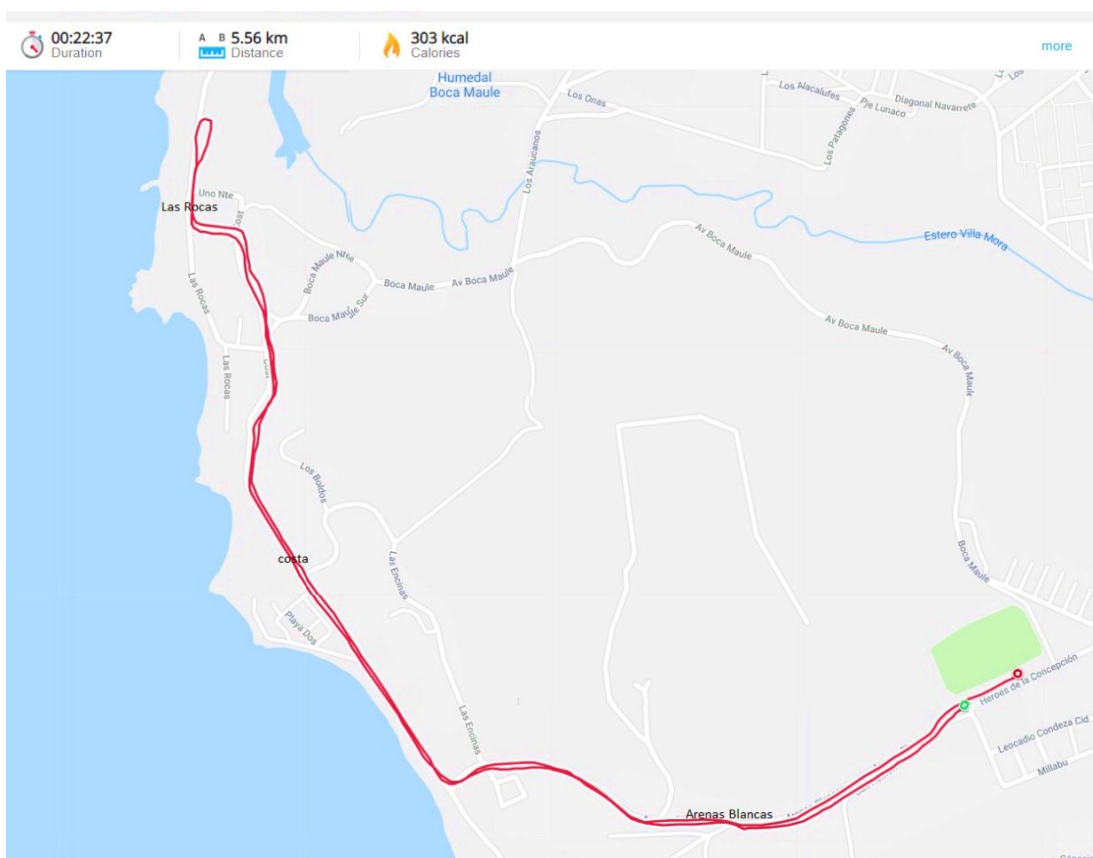 00:22:37
Duration
A B 5.56 km
Distance
303 kcal
Calories
more
Humedal
Boca Maule
Los Onas
Los Alacalufes
Pje Lunaco
Diagonal Navarrete
Los Patagones
Los Araucanos
Uno Nte
Las Rocas
Cost
Estero Villa Mora
Av Boca Maule
Boca Maule Nte
Boca Maule
Av Boca Maule
Las Rocas
Boca Maule Sur
Av Boca Maule
Av Boca Maule
Las Rocas
Los Boldos
costa
Las Encinas
Boca Maule
Playa Dos
Heroes de la Concepción
Las Encinas
Leocadio Condeza Cid
Millabu
Arenas Blancas